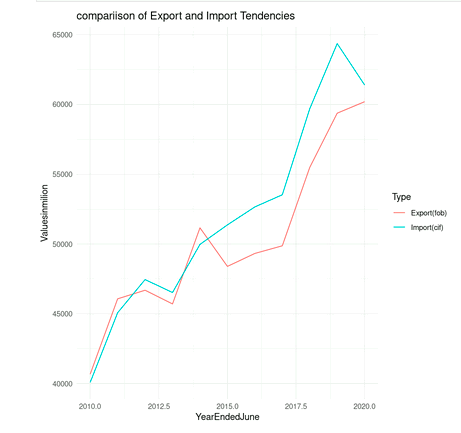 compariison of Export and Import Tendencies
65000
60000
55000
50000
45000
40000
Valuesinmilion
2010.0 2012.5 2015.0 2017.5 2020.0
YearEndedJune
Type
Export(fob)
Import(cif)